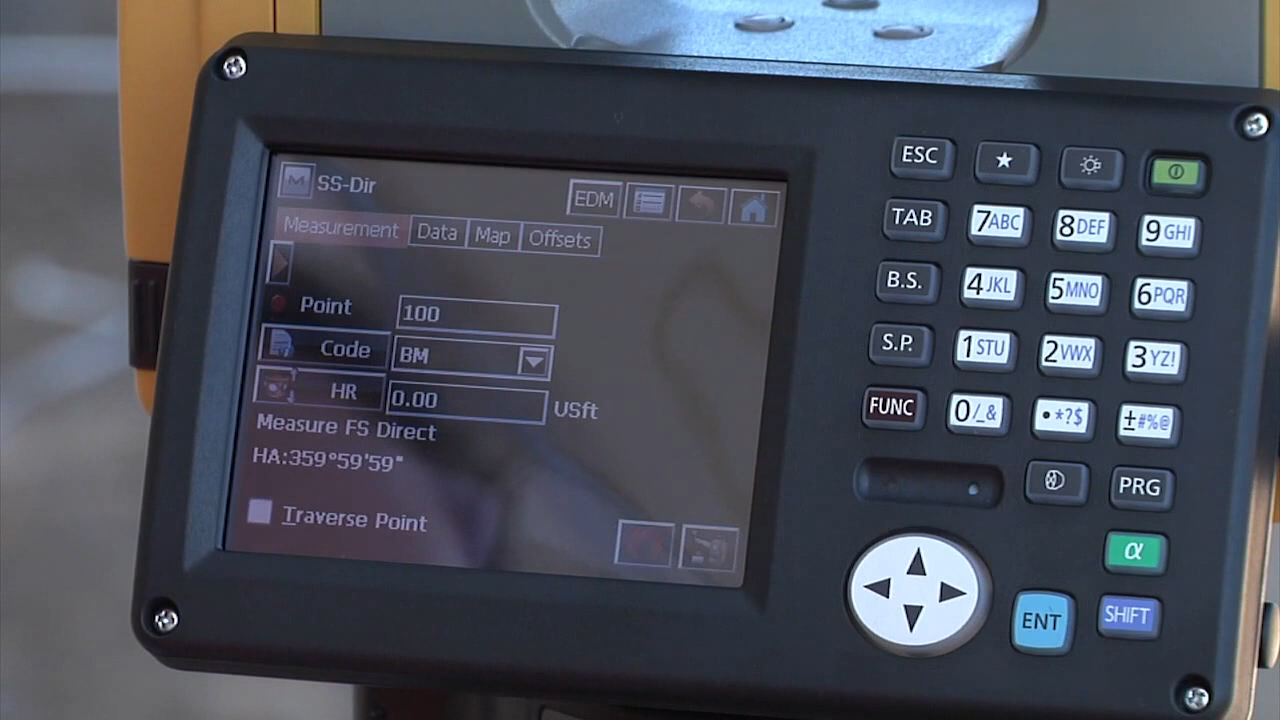 M SS-Dir EDM
Measurement Data Map Offsets
Point 100
Code BM
HR 0.00 USft
Measure FS Direct
HA:359°59'59"
Traverse Point
ESC ★
TAB 7ABC 8DEF 9GHI
B.S. 4JKL 5MNO 6PQR
S.P. 1STU 2VWX 3YZ!
FUNC 0/_& •*?$ ±#%@
PRG
α
ENT SHIFT